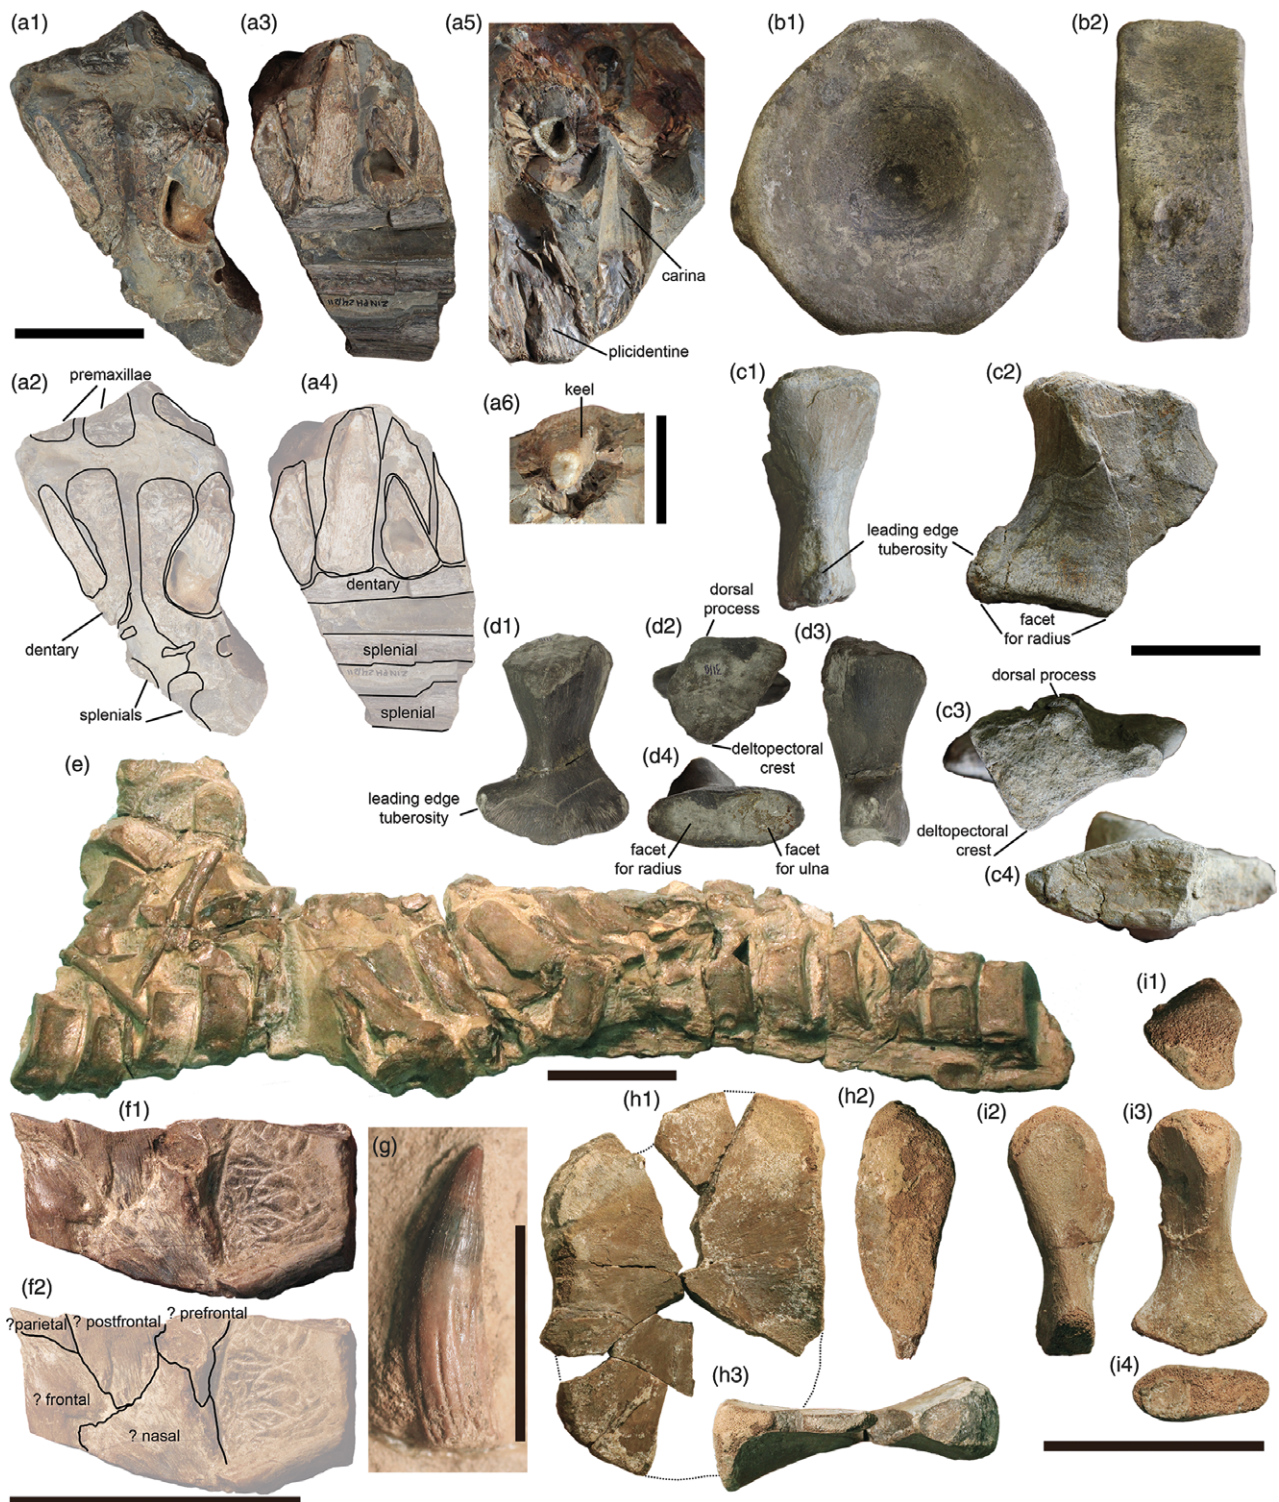 (a1)
(a3)
(a5)
(b1)
(b2)
carina
plicidentine
ZINPH 2H011
(a2)
premaxillae
(a4)
keel
(a6)
(c1)
(c2)
leading edge
tuberosity
facet
for radius
dentary
dentary
splenial
splenial
splenials
dorsal
process
(d1)
(d2)
(d3)
deltopectoral
crest
(d4)
leading edge
tuberosity
facet
for radius
facet
for ulna
dorsal process
(c3)
deltopectoral
crest
(c4)
(e)
(i1)
(f1)
(g)
(h1)
(h2)
(i2)
(i3)
(f2)
?parietal
? postfrontal
? prefrontal
? frontal
? nasal
(h3)
(i4)